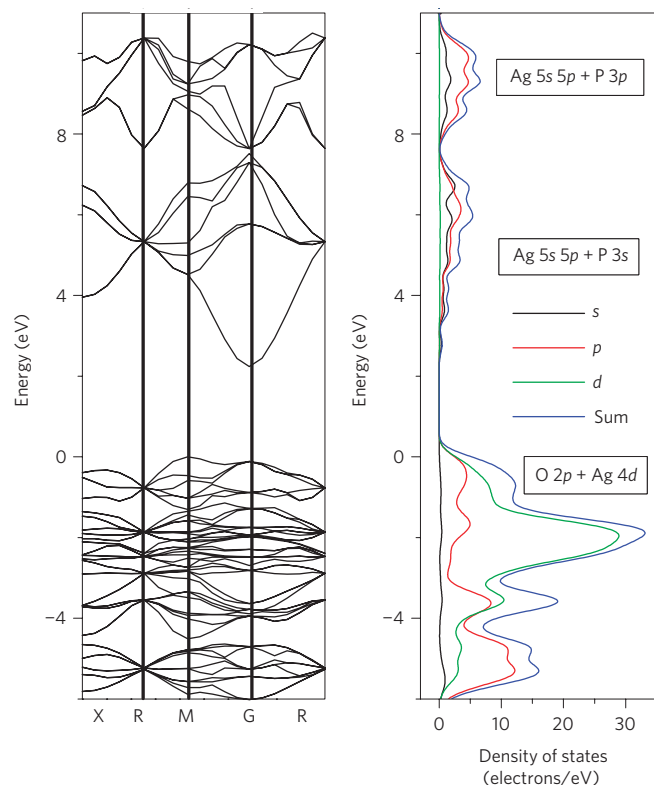 Energy (eV)
8
4
0
−4
X R M G R
Energy (eV)
8
4
0
−4
Ag 5s 5p + P 3p
Ag 5s 5p + P 3s
s
p
d
Sum
O 2p + Ag 4d
0 10 20 30
Density of states
(electrons/eV)